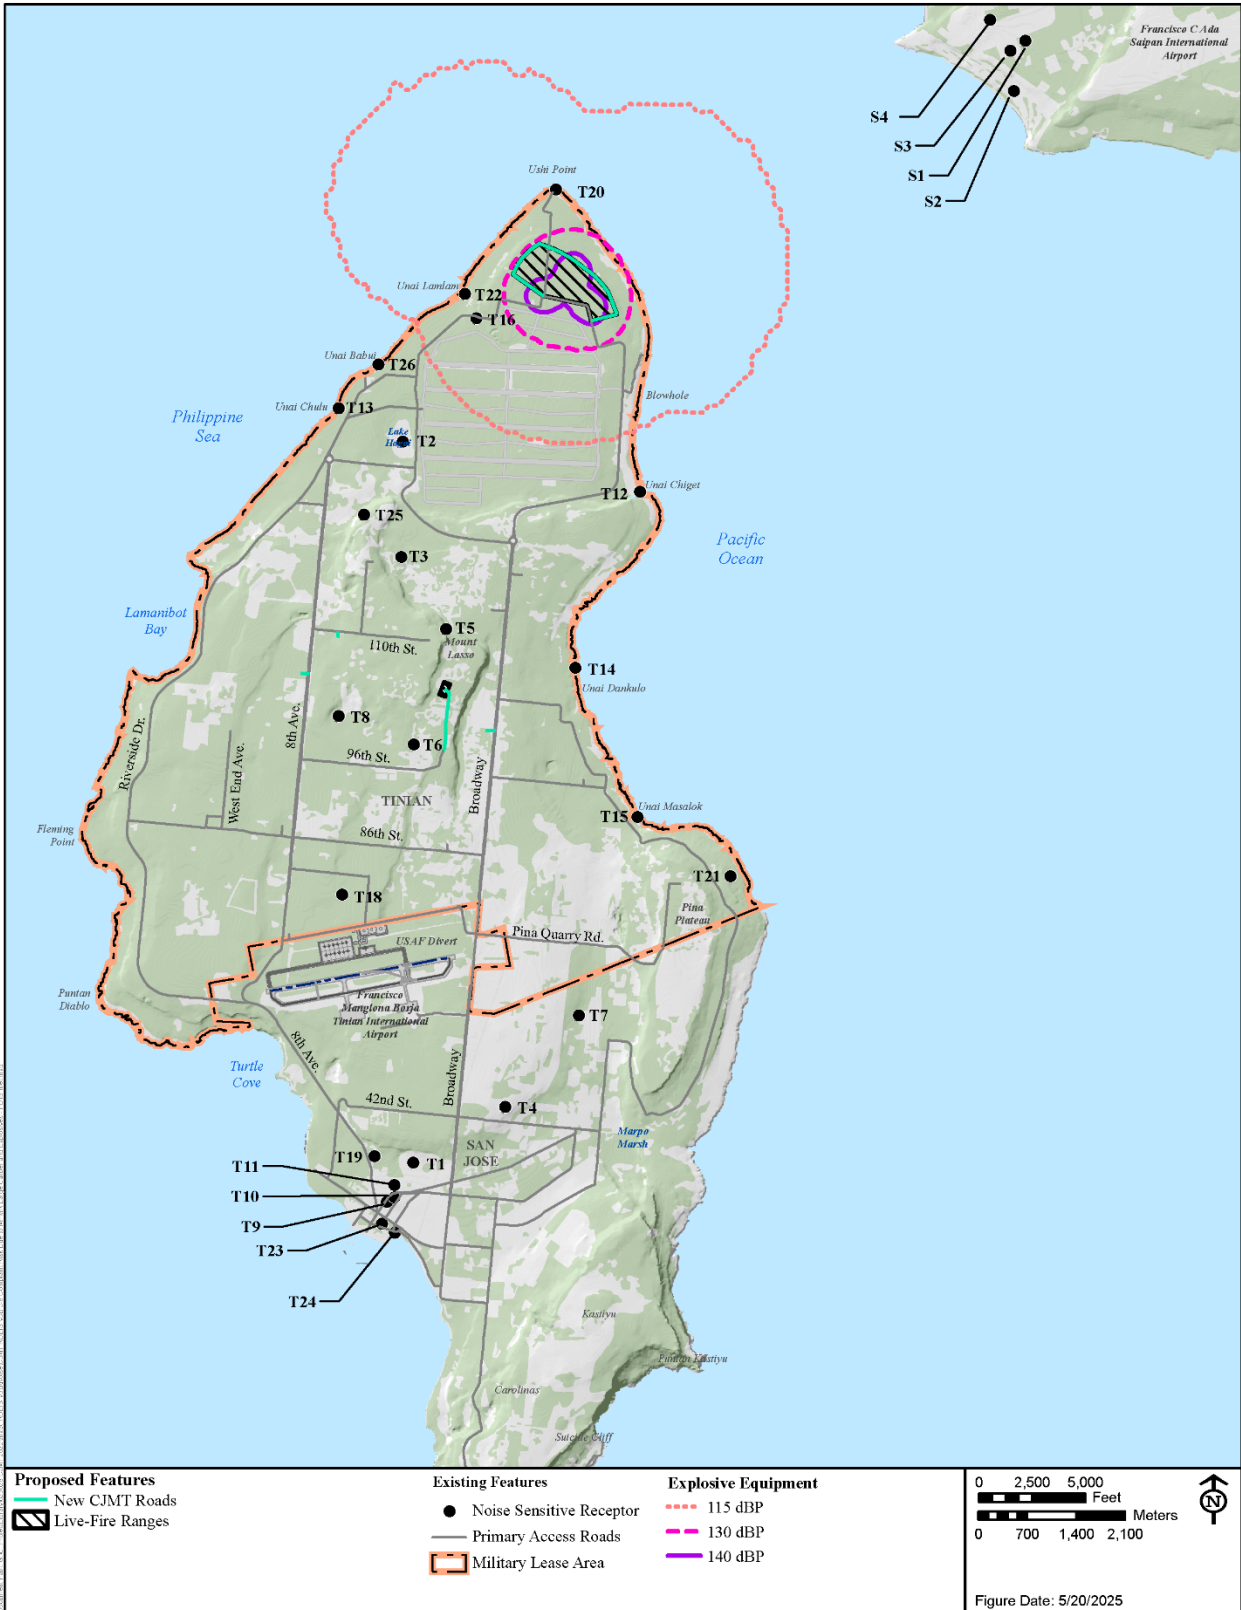 Francisco C Ada
Saipan International
Airport
S4
S3
S1
S2
Ushi Point
T20
Unai Lamlam
T22
T16
Unai Babui
T26
Unai Chulu
T13
Blowhole
Philippine
Sea
Lake
T2
T12
Unai Chiget
T25
Pacific
Ocean
T3
Lamanibot
Bay
T5
110th St.
Mount
Lasso
T14
Unai Dankulo
Riverside Dr.
8th Ave.
T8
West End Ave.
T6
96th St.
Broadway
TINIAN
Unai Masalok
T15
Fleming
Point
86th St.
T21
T18
Pina
Plateau
USAF Divert
Pina Quarry Rd.
Puntan
Diablo
Francisco
Manglona Borja
Tinian International
Airport
T7
8th Ave.
Turtle
Cove
Broadway
42nd St.
T4
Marpo
Marsh
SAN
JOSE
T19
T1
T11
T10
T9
T23
T24
Kastiyu
Puntan Kastiyu
Carolinas
Suicide Cliff
Proposed Features
New CJMT Roads
Live-Fire Ranges
Existing Features
Noise Sensitive Receptor
Primary Access Roads
Military Lease Area
Explosive Equipment
115 dBP
130 dBP
140 dBP
0 2,500 5,000
Feet
Meters
0 700 1,400 2,100
N
Figure Date: 5/20/2025